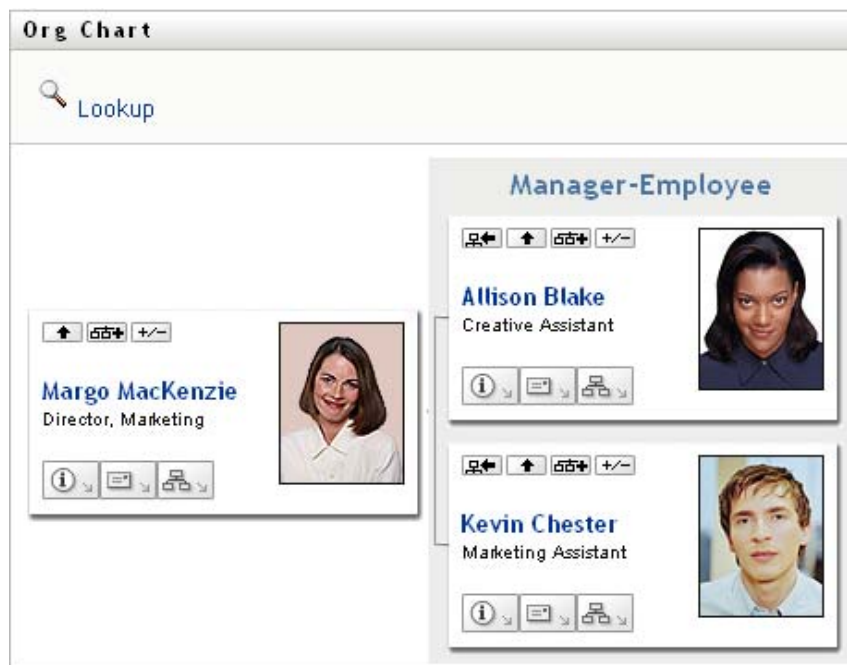 Org Chart
Lookup
Manager-Employee
+/-
Allison Blake
Creative Assistant
+/-
Margo MacKenzie
Director, Marketing
+/-
Kevin Chester
Marketing Assistant